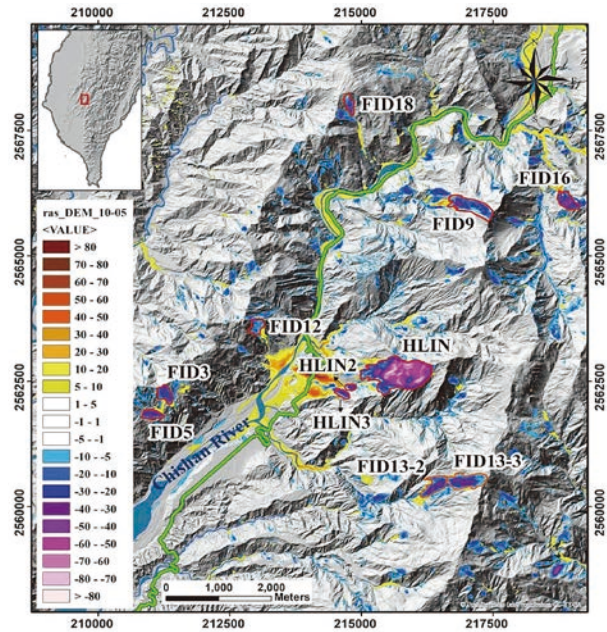 210000 212500 215000 217500
2567500
2565000
2562500
2560000
2567500
2565000
2562500
2560000
ras_DEM_10-05
<VALUE>
> 80
70 - 80
60 - 70
50 - 60
40 - 50
30 - 40
20 - 30
10 - 20
5 - 10
1 - 5
-1 - 1
-5 - -1
-10 - -5
-20 - -10
-30 - -20
-40 - -30
-50 - -40
-60 - -50
-70 - -60
-80 - -70
> -80
FID18
FID16
FID9
FID12
HLIN
FID3
HLIN2
FID5
HLIN3
Chishan River
FID13-2
FID13-3
0 1,000 2,000
Meters
210000 212500 215000 217500